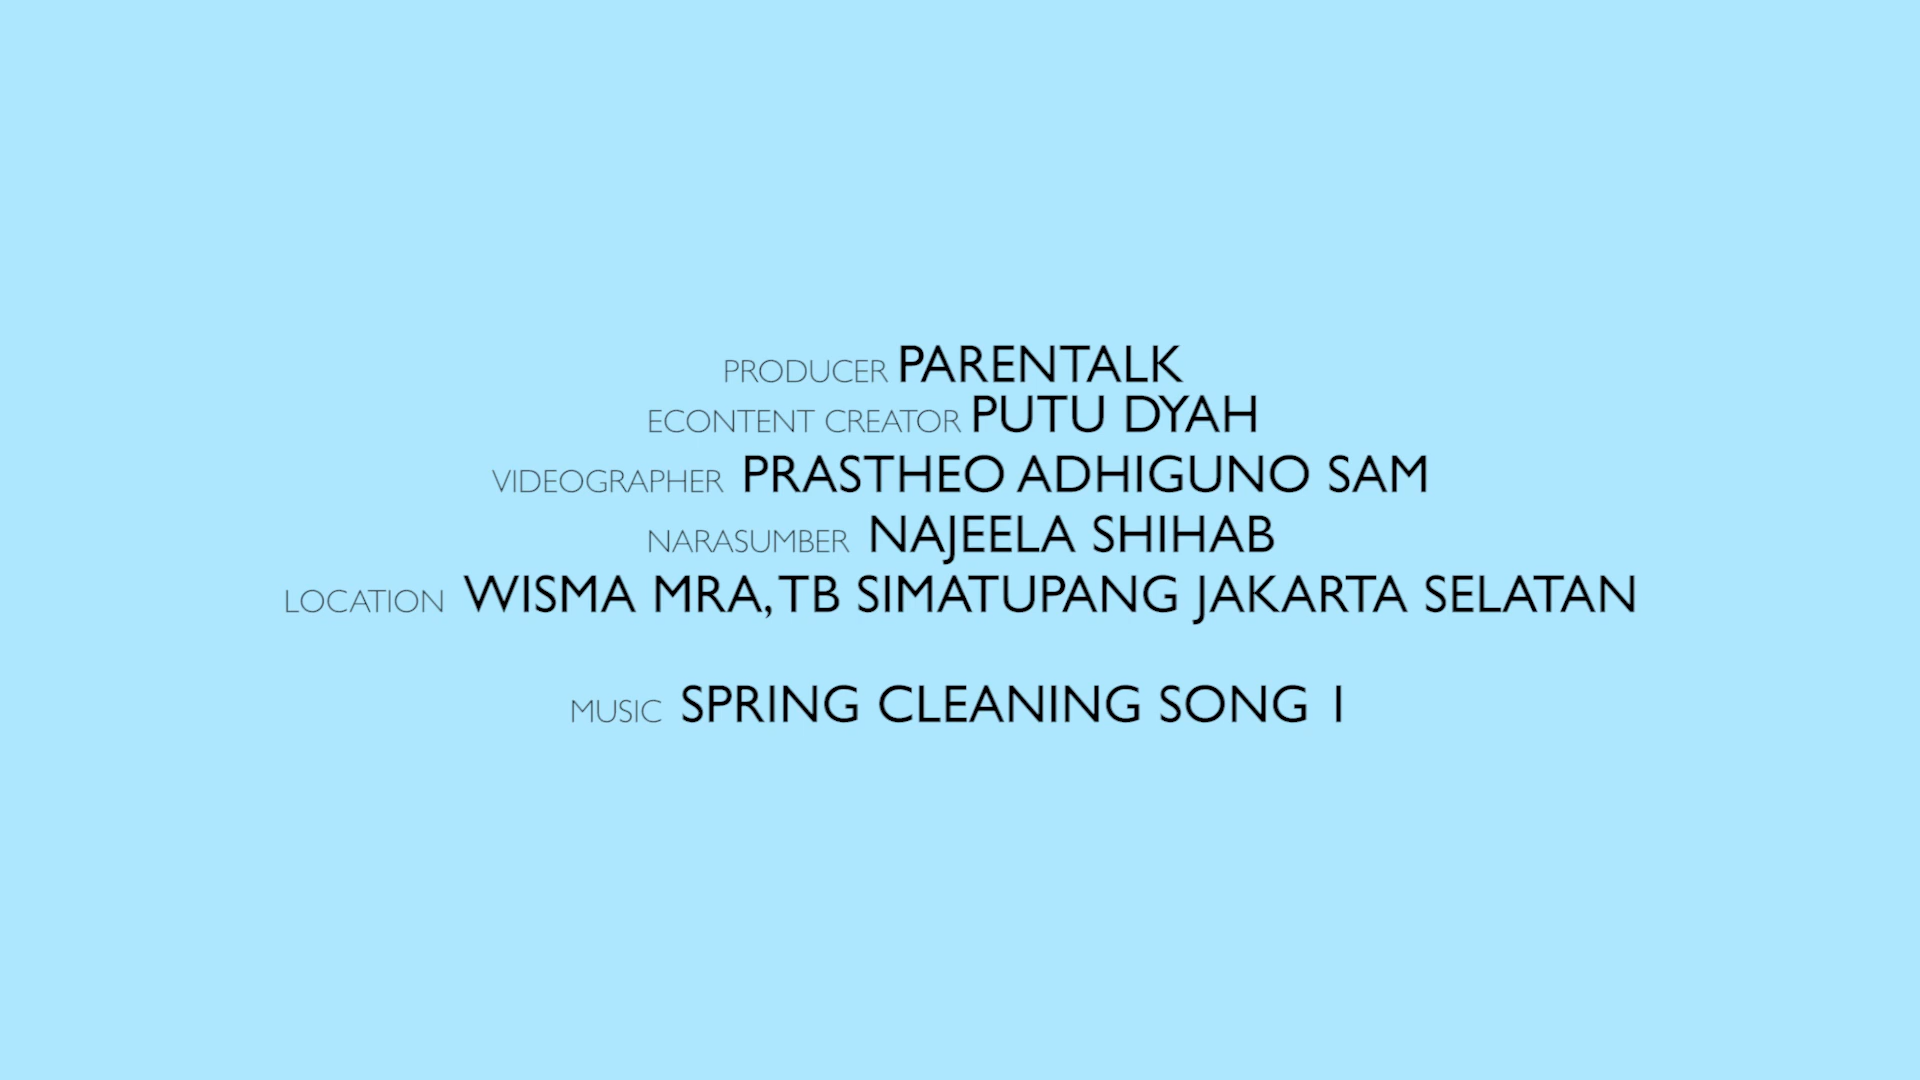 PRODUCER PARENTALK
ECONTENT CREATOR PUTU DYAH
VIDEOGRAPHER PRASTHEO ADHIGUNO SAM
NARASUMBER NAJEELA SHIHAB
LOCATION WISMA MRA, TB SIMATUPANG JAKARTA SELATAN
MUSIC SPRING CLEANING SONG 1